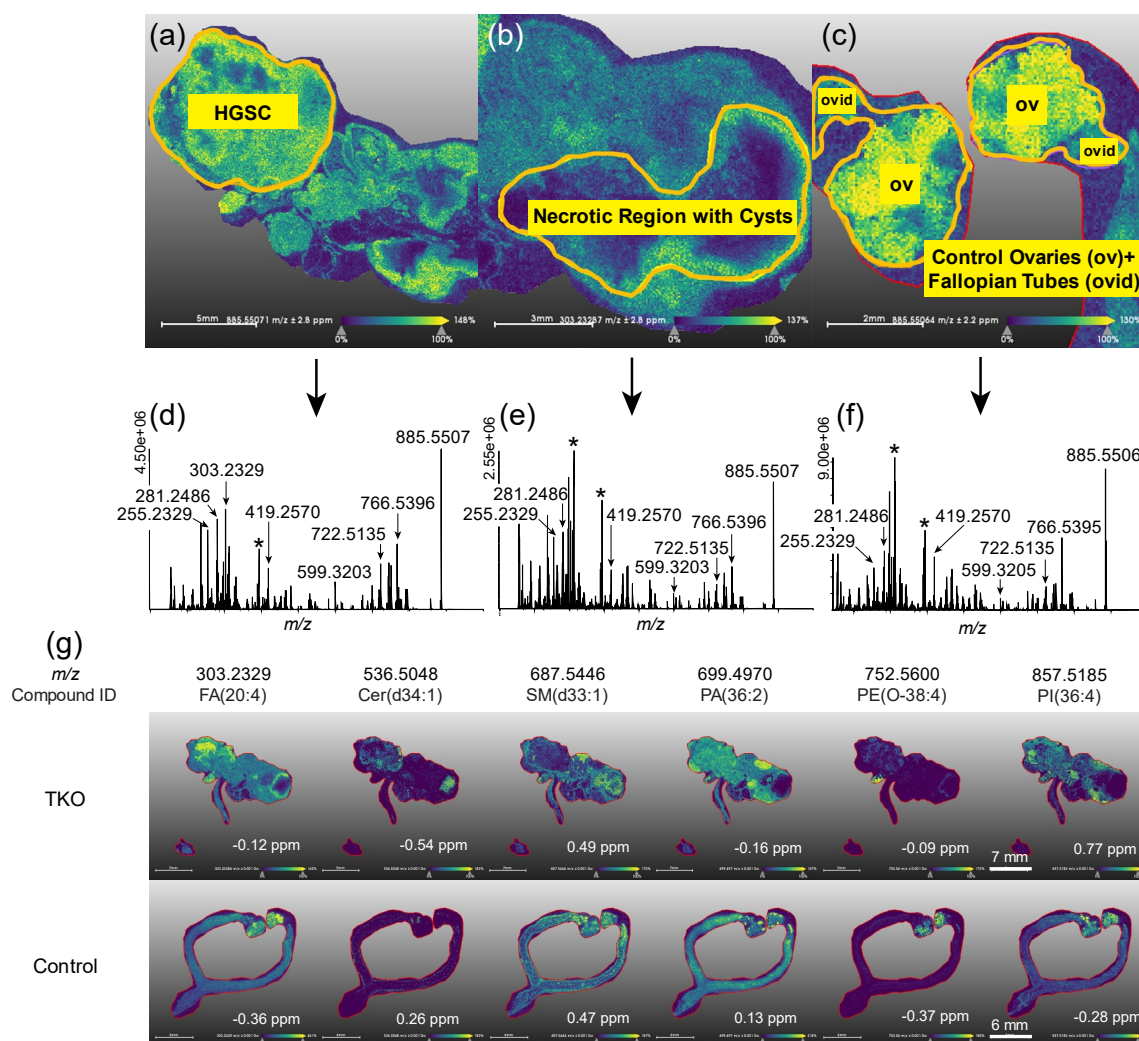 (a)
HGSC
5mm 885.55071 m/z ± 2.8 ppm 148%
0% 100%
(b)
Necrotic Region with Cysts
3mm 303.23287 m/z ± 2.8 ppm 137%
0% 100%
(c)
ovid
ov
ovid
ov
Control Ovaries (ov)+
Fallopian Tubes (ovid)
2mm 885.55064 m/z ± 2.2 ppm 130%
0% 100%
(d)
4.50e+06
885.5507
303.2329
281.2486
255.2329
*
419.2570
766.5396
722.5135
599.3203
m/z
(e)
2.55e+06
*
885.5507
281.2486
*
255.2329
419.2570
766.5396
722.5135
599.3203
m/z
(f)
9.00e+06
*
885.5506
281.2486
*
419.2570
766.5395
255.2329
722.5135
599.3205
m/z
(g)
m/z 303.2329 536.5048 687.5446 699.4970 752.5600 857.5185
Compound ID FA(20:4) Cer(d34:1) SM(d33:1) PA(36:2) PE(O-38:4) PI(36:4)
TKO
-0.12 ppm -0.54 ppm 0.49 ppm -0.16 ppm -0.09 ppm 0.77 ppm
7 mm
Control
-0.36 ppm 0.26 ppm 0.47 ppm 0.13 ppm -0.37 ppm -0.28 ppm
6 mm